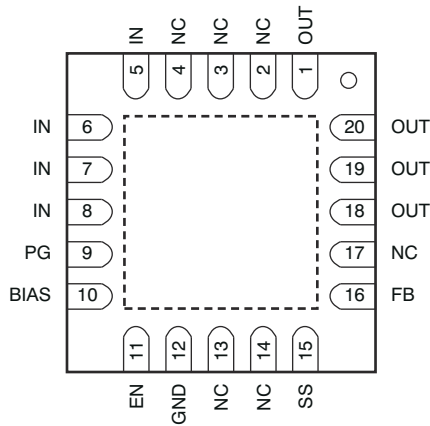 IN NC NC NC OUT
5 4 3 2 1
IN 6 20 OUT
IN 7 19 OUT
IN 8 18 OUT
PG 9 17 NC
BIAS 10 16 FB
11 12 13 14 15
EN GND NC NC SS